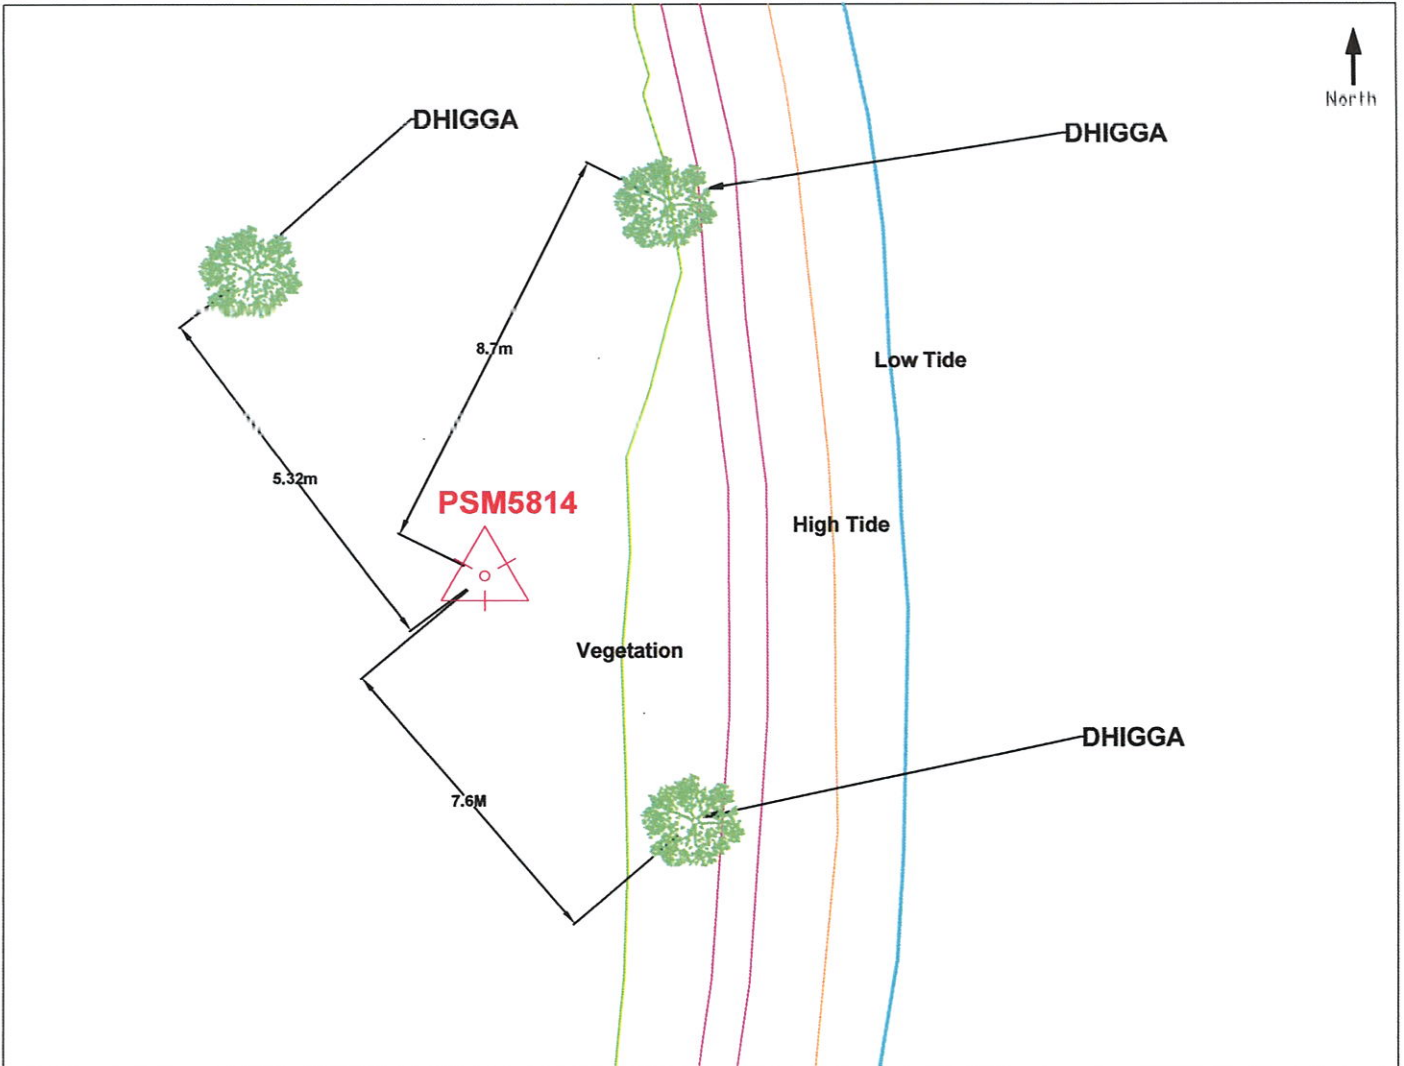 North
DHIGGA
DHIGGA
8.7m
Low Tide
5.32m
PSM5814
High Tide
Vegetation
DHIGGA
7.6M